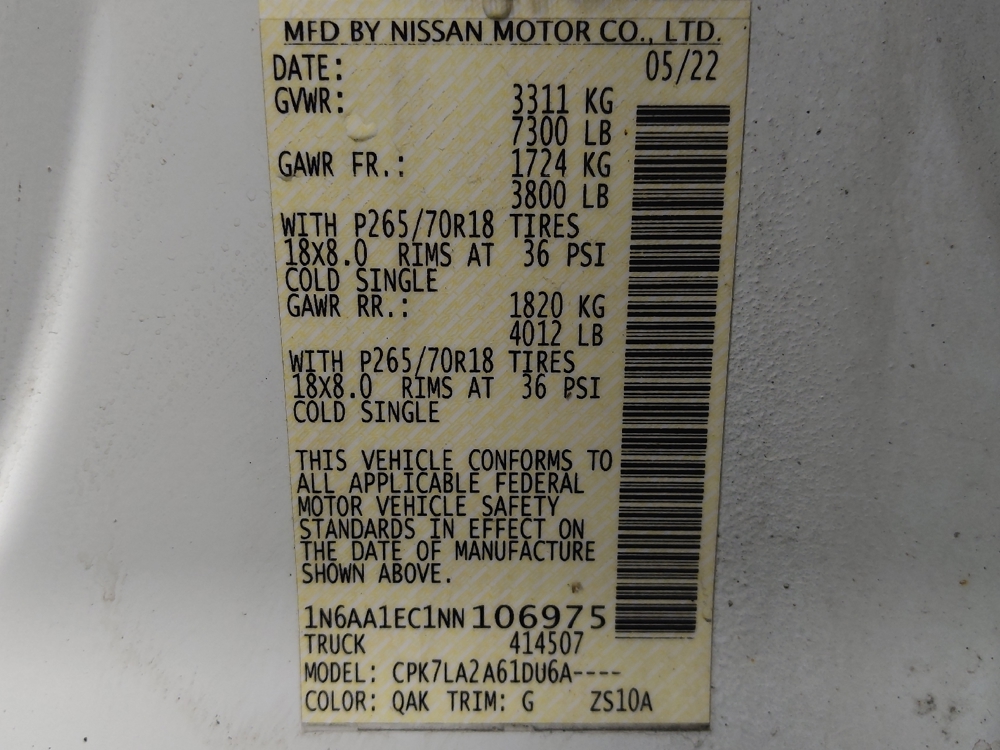 MFD BY NISSAN MOTOR CO., LTD.
DATE: 05/22
GVWR: 3311 KG
7300 LB
GAWR FR.: 1724 KG
3800 LB
WITH P265/70R18 TIRES
18X8.0 RIMS AT 36 PSI
COLD SINGLE
GAWR RR.: 1820 KG
4012 LB
WITH P265/70R18 TIRES
18X8.0 RIMS AT 36 PSI
COLD SINGLE
THIS VEHICLE CONFORMS TO
ALL APPLICABLE FEDERAL
MOTOR VEHICLE SAFETY
STANDARDS IN EFFECT ON
THE DATE OF MANUFACTURE
SHOWN ABOVE.
1N6AA1EC1NN106975
TRUCK 414507
MODEL: CPK7LA2A61DU6A----
COLOR: QAK TRIM: G ZS10A